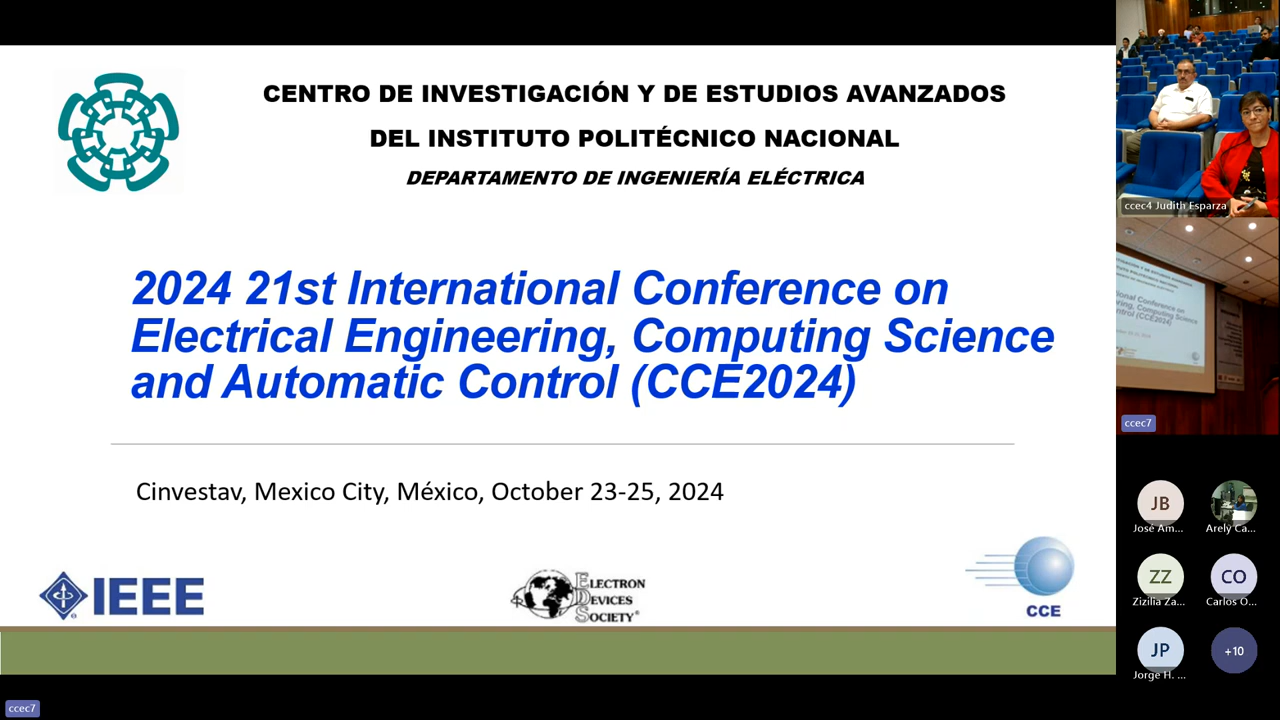 CENTRO DE INVESTIGACIÓN Y DE ESTUDIOS AVANZADOS
DEL INSTITUTO POLITÉCNICO NACIONAL
DEPARTAMENTO DE INGENIERÍA ELÉCTRICA
2024 21st International Conference on
Electrical Engineering, Computing Science
and Automatic Control (CCE2024)
Cinvestav, Mexico City, México, October 23-25, 2024
IEEE
ELECTRON
DEVICES
SOCIETY
CCE
ccec7
ccec4 Judith Esparza
ccec7
JB
José Am...
Arely Ca...
ZZ
Zizilia Za...
CO
Carlos O...
JP
Jorge H. ...
+10